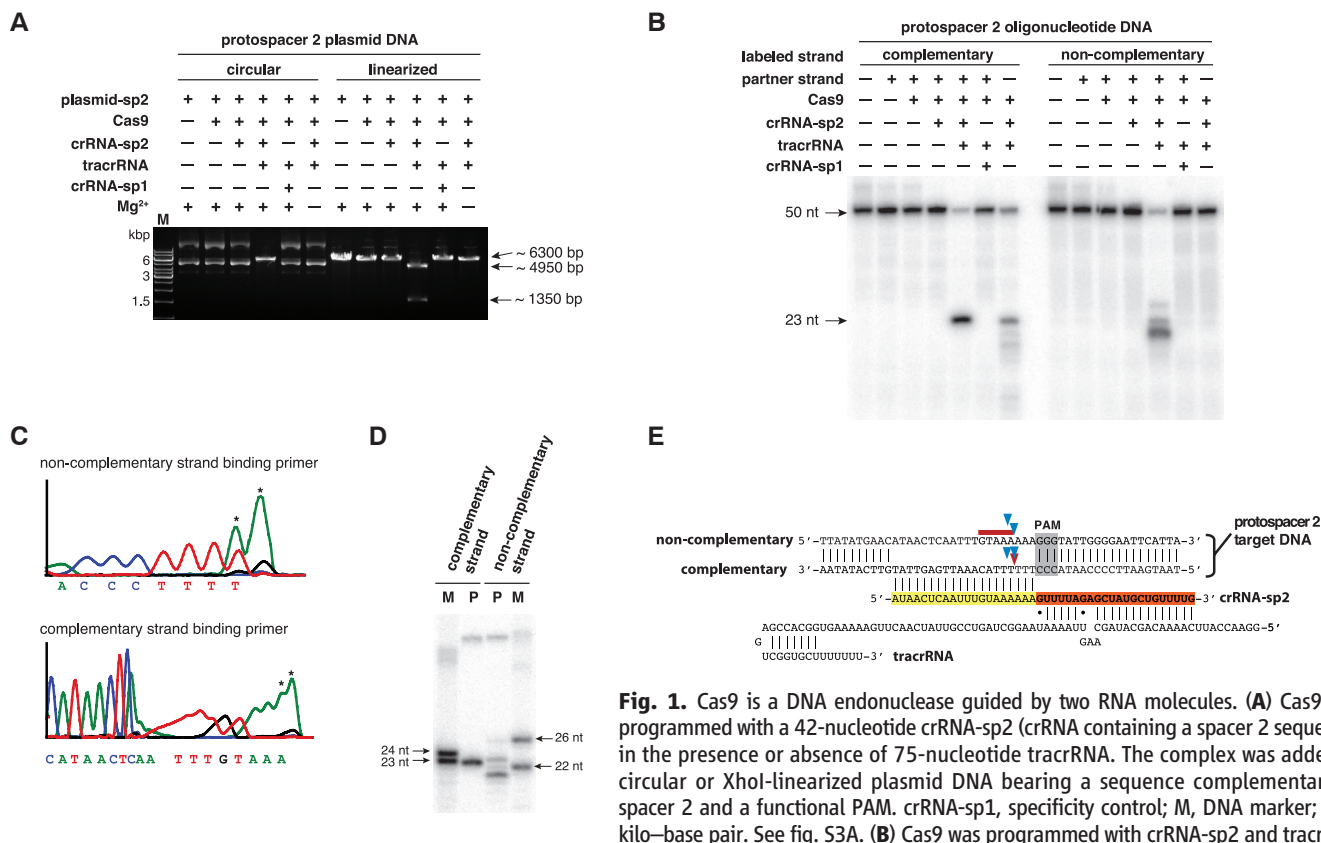 A
protospacer 2 plasmid DNA
circular linearized
plasmid-sp2 + + + + + + + + + + + +
Cas9 — + + + + + — + + + + +
crRNA-sp2 — — + + — + — — + + — +
tracrRNA — — — + + + — — — + + +
crRNA-sp1 — — — — + — — — — — + —
Mg²⁺ + + + + + — + + + + + —
M
kbp
6
3
1.5
~ 6300 bp
~ 4950 bp
~ 1350 bp
B
protospacer 2 oligonucleotide DNA
labeled strand complementary non-complementary
partner strand — + + + + + — — + + + + + —
Cas9 — — + + + + + — — + + + + +
crRNA-sp2 — — — + + — + — — — + + — +
tracrRNA — — — — + + + — — — — + + +
crRNA-sp1 — — — — — + — — — — — — + —
50 nt
23 nt
C
non-complementary strand binding primer
* *
A C C C T T T T
complementary strand binding primer
* *
C A T A A C T C A A T T T G T A A A
D
complementary strand
non-complementary strand
M P P M
24 nt
23 nt
26 nt
22 nt
E
PAM
non-complementary 5'-TTATATGAACATAACTCAATTTGTAAAAAAGGGTATTGGGGAATTCATTA-3'
complementary 3'-AATATACTTGTATTGAGTTAAACATTTTTTCCCATAACCCCTTAAGTAAT-5'
protospacer 2
target DNA
5'-AUAACUCAAUUUGUAAAAAAGUUUUAGAGCUAUGCUGUUUUG-3' crRNA-sp2
AGCCACGGUGAAAAAGUUCAACUAUUGCCUGAUCGGAAUAAAAUU CGAUACGACAAAACUUACCAAGG-5'
G GAA
UCGGUGCUUUUUUU-3' tracrRNA
Fig. 1. Cas9 is a DNA endonuclease guided by two RNA molecules. (A) Cas9
programmed with a 42-nucleotide crRNA-sp2 (crRNA containing a spacer 2 seque
in the presence or absence of 75-nucleotide tracrRNA. The complex was adde
circular or XhoI-linearized plasmid DNA bearing a sequence complementar
spacer 2 and a functional PAM. crRNA-sp1, specificity control; M, DNA marker;
kilo–base pair. See fig. S3A. (B) Cas9 was programmed with crRNA-sp2 and tracr